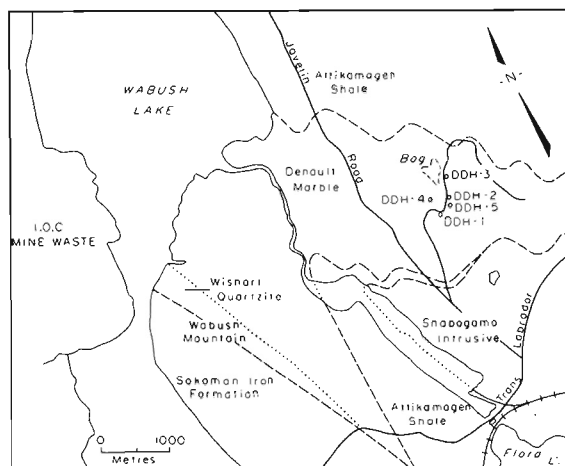 WABUSH
LAKE
Javelin
Road
Attikamagen
Shale
-N-
Bog
DDH-3
DDH-4
DDH-2
DDH-5
DDH-1
Denault
Marble
I.O.C
MINE WASTE
Wishart
Quartzite
Wabush
Mountain
Shabogamo
Intrusive
Trans
Labrador
Sokoman Iron
Formation
Attikamagen
Shale
0 1000
Metres
Flora
L.